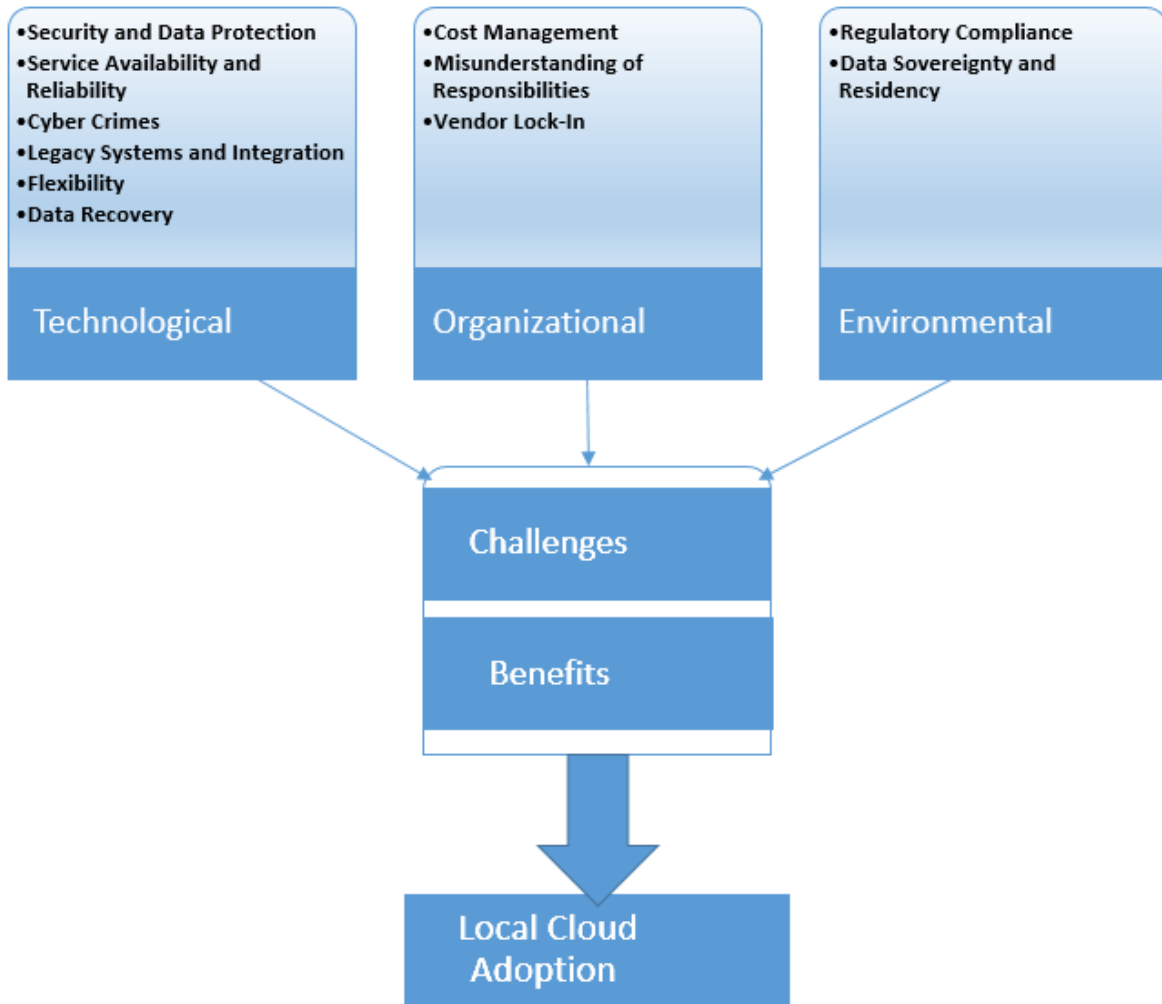 •Security and Data Protection
•Service Availability and
Reliability
•Cyber Crimes
•Legacy Systems and Integration
•Flexibility
•Data Recovery
Technological
•Cost Management
•Misunderstanding of
Responsibilities
•Vendor Lock-In
Organizational
•Regulatory Compliance
•Data Sovereignty and
Residency
Environmental
Challenges
Benefits
Local Cloud
Adoption